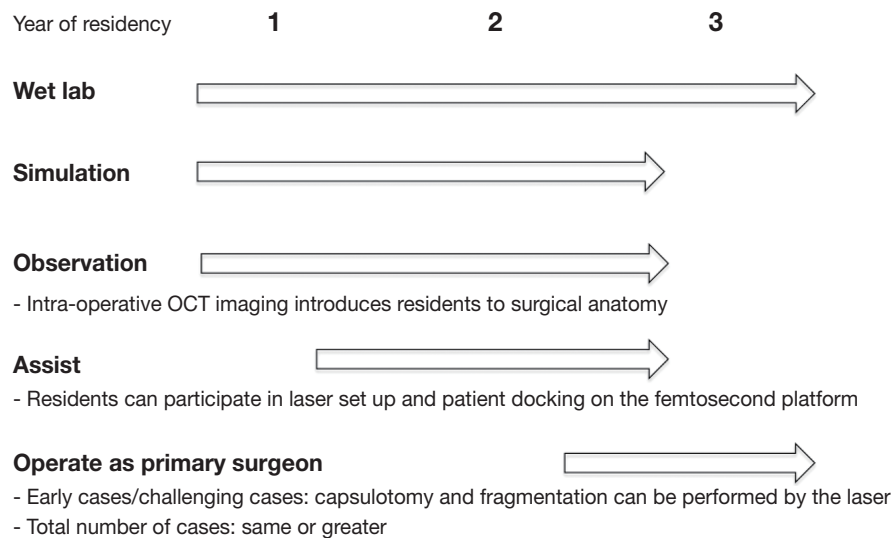 Year of residency 1 2 3
Wet lab
Simulation
Observation
- Intra-operative OCT imaging introduces residents to surgical anatomy
Assist
- Residents can participate in laser set up and patient docking on the femtosecond platform
Operate as primary surgeon
- Early cases/challenging cases: capsulotomy and fragmentation can be performed by the laser
- Total number of cases: same or greater